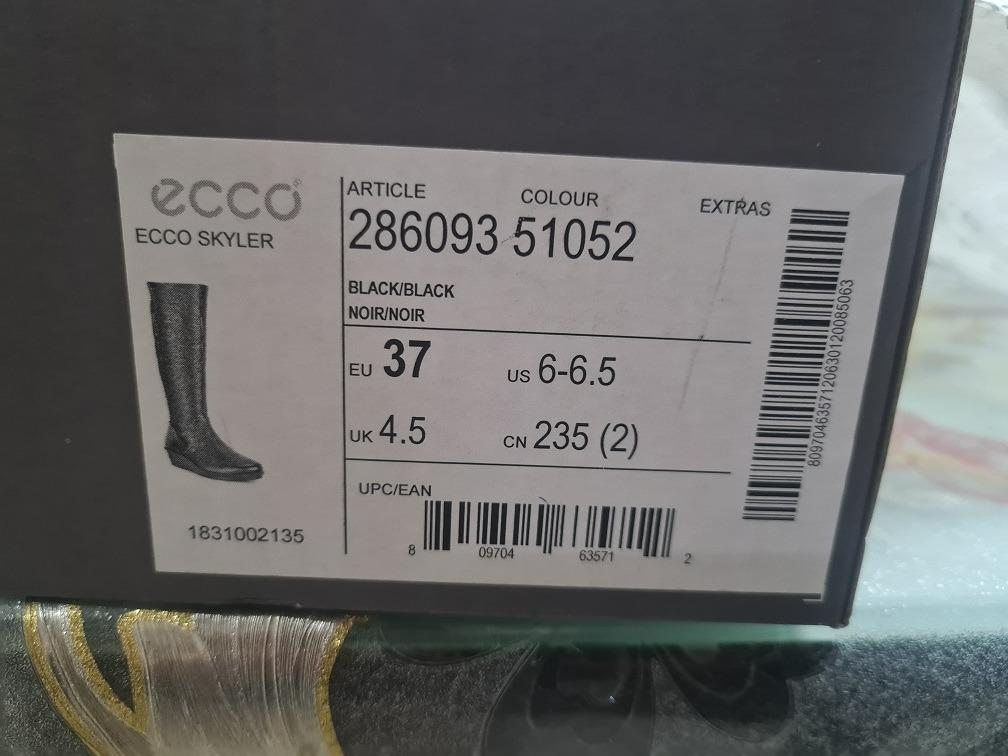 ecco
ECCO SKYLER
1831002135
ARTICLE COLOUR EXTRAS
286093 51052
BLACK/BLACK
NOIR/NOIR
EU 37 US 6-6.5
UK 4.5 CN 235 (2)
UPC/EAN
8 09704 63571 2
8097046357120630120085063